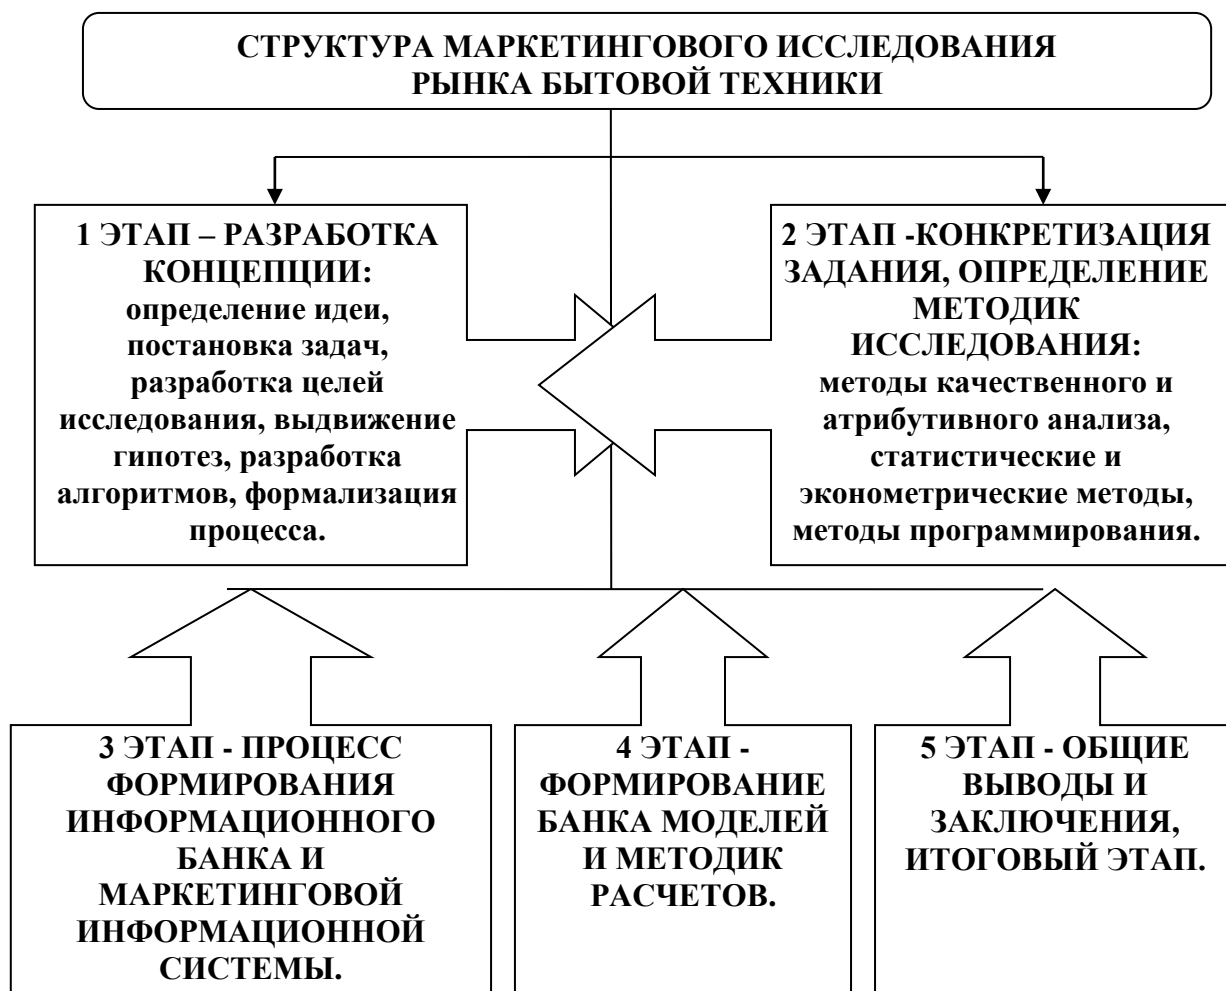 СТРУКТУРА МАРКЕТИНГОВОГО ИССЛЕДОВАНИЯ
РЫНКА БЫТОВОЙ ТЕХНИКИ
1 ЭТАП – РАЗРАБОТКА
КОНЦЕПЦИИ:
определение идеи,
постановка задач,
разработка целей
исследования, выдвижение
гипотез, разработка
алгоритмов, формализация
процесса.
2 ЭТАП -КОНКРЕТИЗАЦИЯ
ЗАДАНИЯ, ОПРЕДЕЛЕНИЕ
МЕТОДИК
ИССЛЕДОВАНИЯ:
методы качественного и
атрибутивного анализа,
статистические и
эконометрические методы,
методы программирования.
3 ЭТАП - ПРОЦЕСС
ФОРМИРОВАНИЯ
ИНФОРМАЦИОННОГО
БАНКА И
МАРКЕТИНГОВОЙ
ИНФОРМАЦИОННОЙ
СИСТЕМЫ.
4 ЭТАП -
ФОРМИРОВАНИЕ
БАНКА МОДЕЛЕЙ
И МЕТОДИК
РАСЧЕТОВ.
5 ЭТАП - ОБЩИЕ
ВЫВОДЫ И
ЗАКЛЮЧЕНИЯ,
ИТОГОВЫЙ ЭТАП.